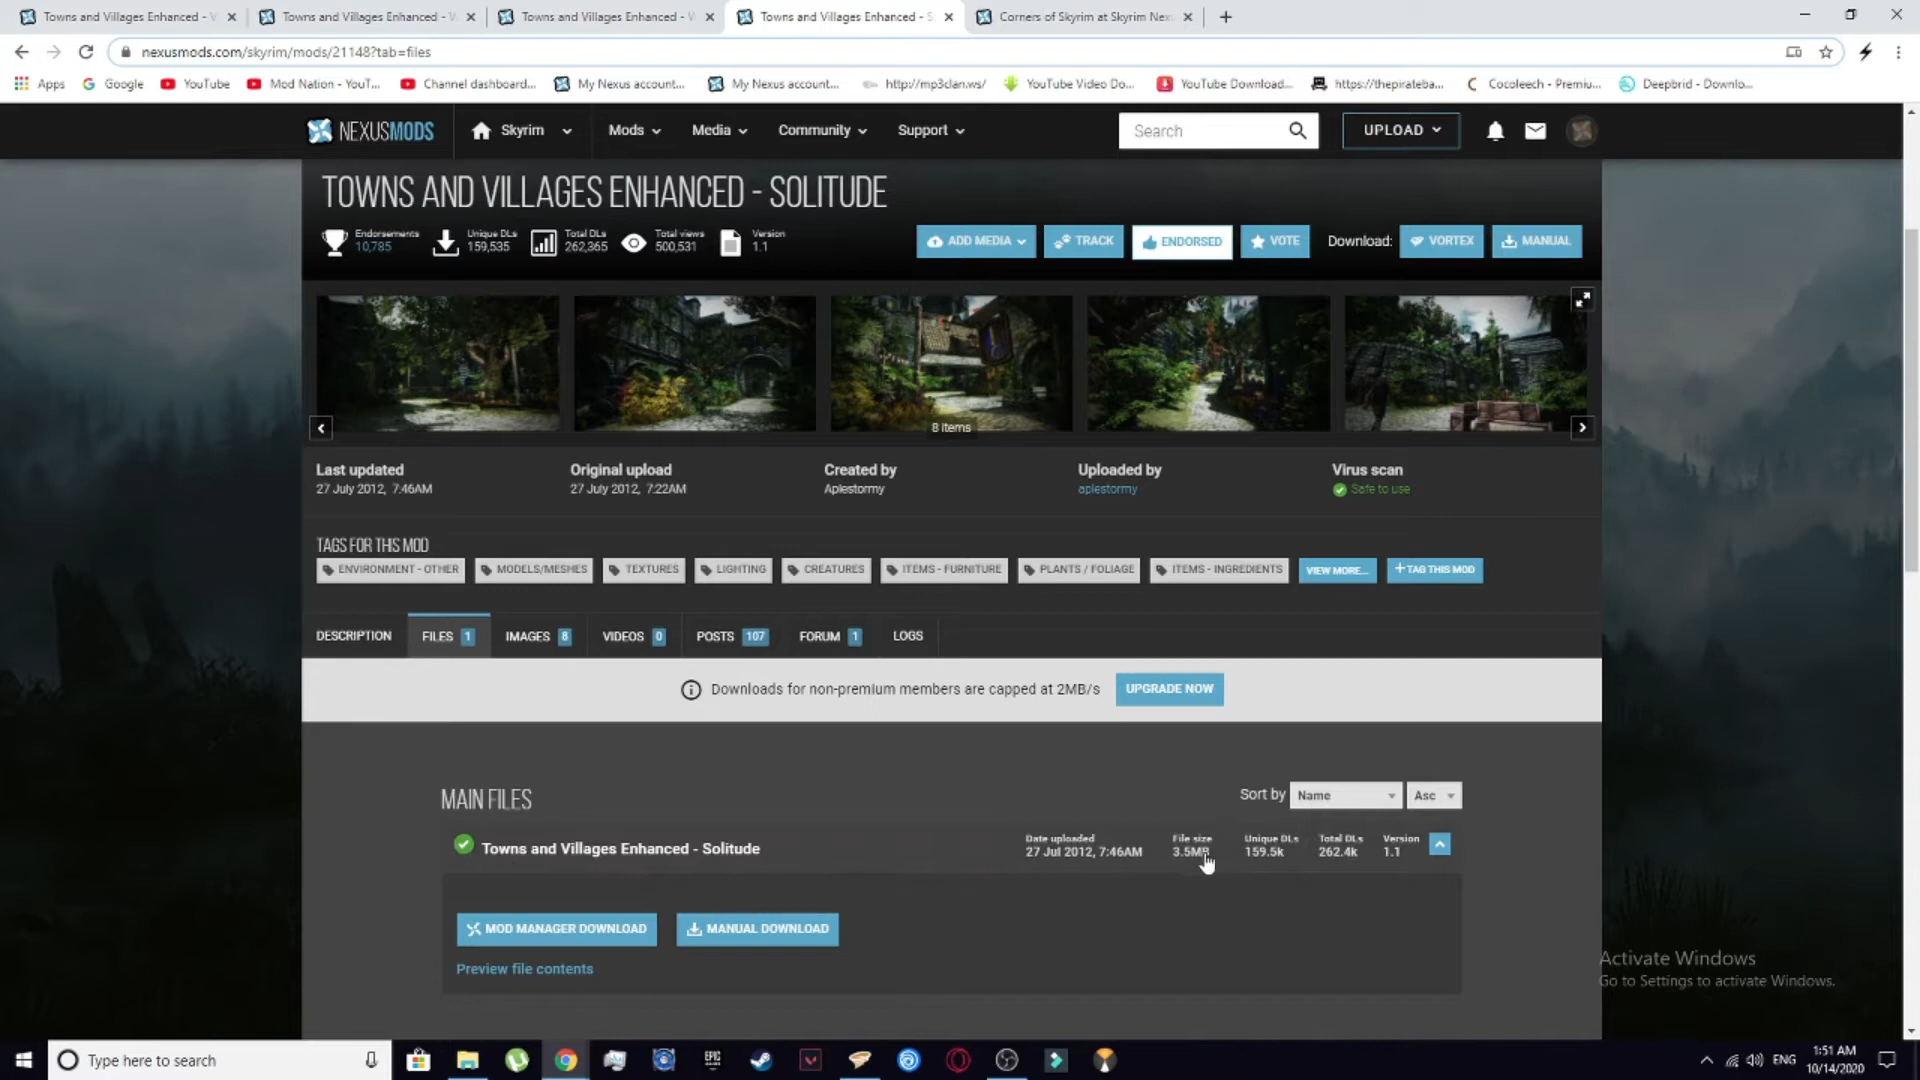 Towns and Villages Enhanced - V
Towns and Villages Enhanced - W
Towns and Villages Enhanced - W
Towns and Villages Enhanced - S
Corners of Skyrim at Skyrim Nex
nexusmods.com/skyrim/mods/21148?tab=files
Apps
Google
YouTube
Mod Nation - YouT...
Channel dashboard...
My Nexus account...
My Nexus account...
http://mp3clan.ws/
YouTube Video Do...
YouTube Download...
https://thepirateba...
Cocoleech - Premiu...
Deepbrid - Downlo...
NEXUSMODS
Skyrim
Mods
Media
Community
Support
Search
UPLOAD
TOWNS AND VILLAGES ENHANCED - SOLITUDE
Endorsements
10,785
Unique DLs
159,535
Total DLs
262,365
Total views
500,531
Version
1.1
ADD MEDIA
TRACK
ENDORSED
VOTE
Download:
VORTEX
MANUAL
8 items
Last updated
27 July 2012, 7:46AM
Original upload
27 July 2012, 7:22AM
Created by
Aplestormy
Uploaded by
aplestormy
Virus scan
Safe to use
TAGS FOR THIS MOD
ENVIRONMENT - OTHER
MODELS/MESHES
TEXTURES
LIGHTING
CREATURES
ITEMS - FURNITURE
PLANTS / FOLIAGE
ITEMS - INGREDIENTS
VIEW MORE...
+ TAG THIS MOD
DESCRIPTION
FILES 1
IMAGES 8
VIDEOS 0
POSTS 107
FORUM 1
LOGS
Downloads for non-premium members are capped at 2MB/s
UPGRADE NOW
MAIN FILES
Sort by
Name
Asc
Towns and Villages Enhanced - Solitude
Date uploaded
27 Jul 2012, 7:46AM
File size
3.5MB
Unique DLs
159.5k
Total DLs
262.4k
Version
1.1
MOD MANAGER DOWNLOAD
MANUAL DOWNLOAD
Preview file contents
Activate Windows
Go to Settings to activate Windows.
Type here to search
EPIC
ENG
1:51 AM
10/14/2020